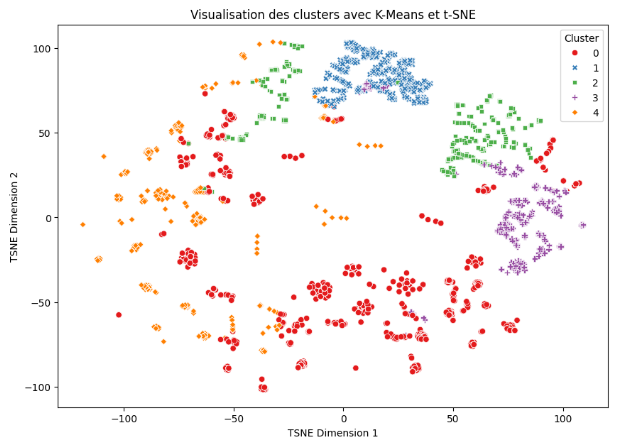 Visualisation des clusters avec K-Means et t-SNE
Cluster
0
1
2
3
4
100
50
0
−50
−100
TSNE Dimension 2
−100 −50 0 50 100
TSNE Dimension 1